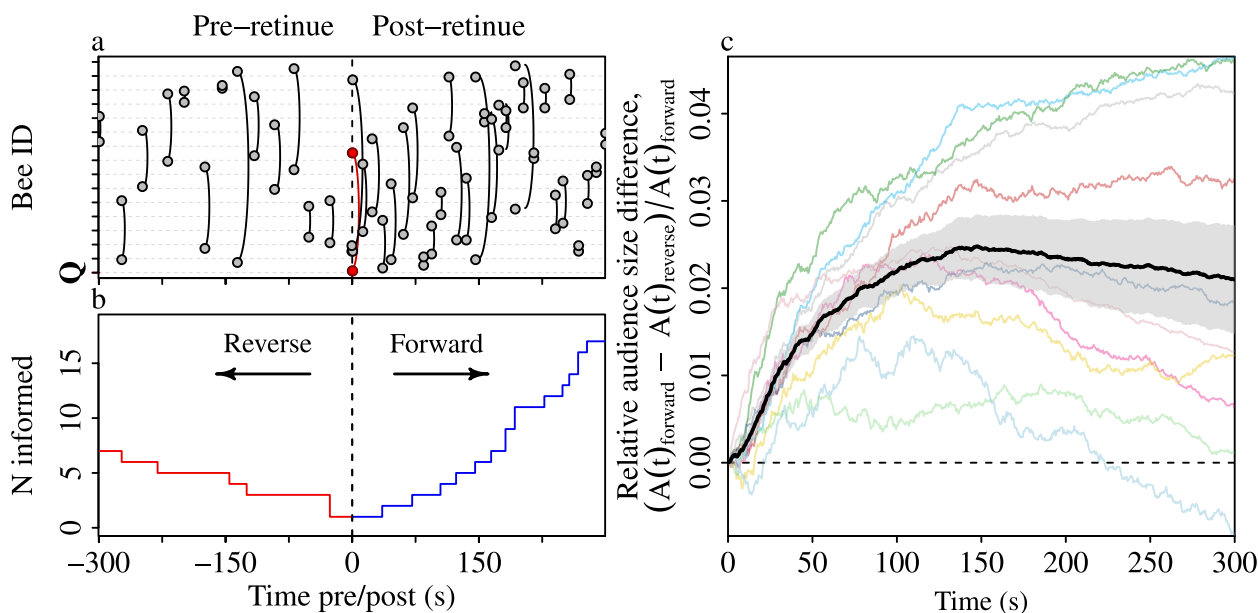 Pre−retinue Post−retinue
a
Bee ID
Q
b
N informed
15
10
5
0
Reverse
Forward
−300 −150 0 150
Time pre/post (s)
c
Relative audience size difference,
(A(t)forward − A(t)reverse)/A(t)forward
0.04
0.03
0.02
0.01
0.00
0 50 100 150 200 250 300
Time (s)